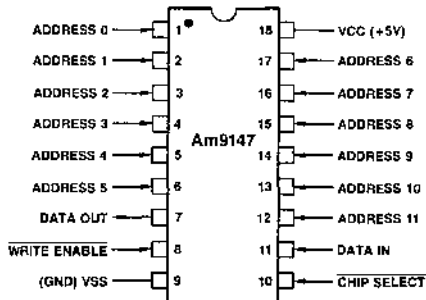 ADDRESS 0 1 18 VCC (+5V)
ADDRESS 1 2 17 ADDRESS 6
ADDRESS 2 3 16 ADDRESS 7
ADDRESS 3 4 15 ADDRESS 8
Am9147
ADDRESS 4 5 14 ADDRESS 9
ADDRESS 5 6 13 ADDRESS 10
DATA OUT 7 12 ADDRESS 11
WRITE ENABLE 8 11 DATA IN
(GND) VSS 9 10 CHIP SELECT